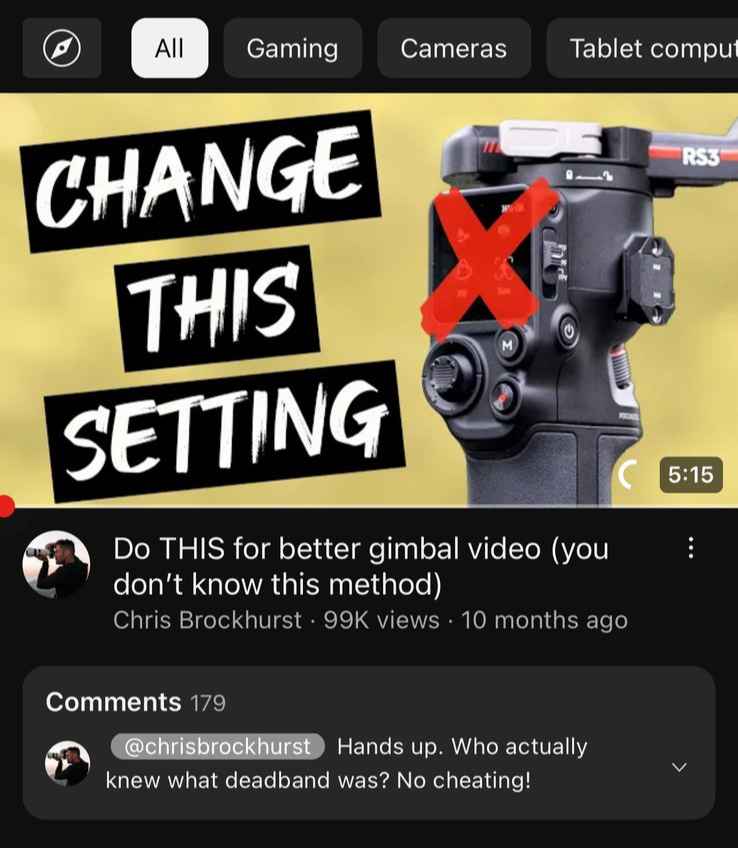 All
Gaming
Cameras
Tablet comput
CHANGE
THIS
SETTING
RS3
M
5:15
Do THIS for better gimbal video (you
don’t know this method)
Chris Brockhurst · 99K views · 10 months ago
Comments 179
@chrisbrockhurst Hands up. Who actually
knew what deadband was? No cheating!